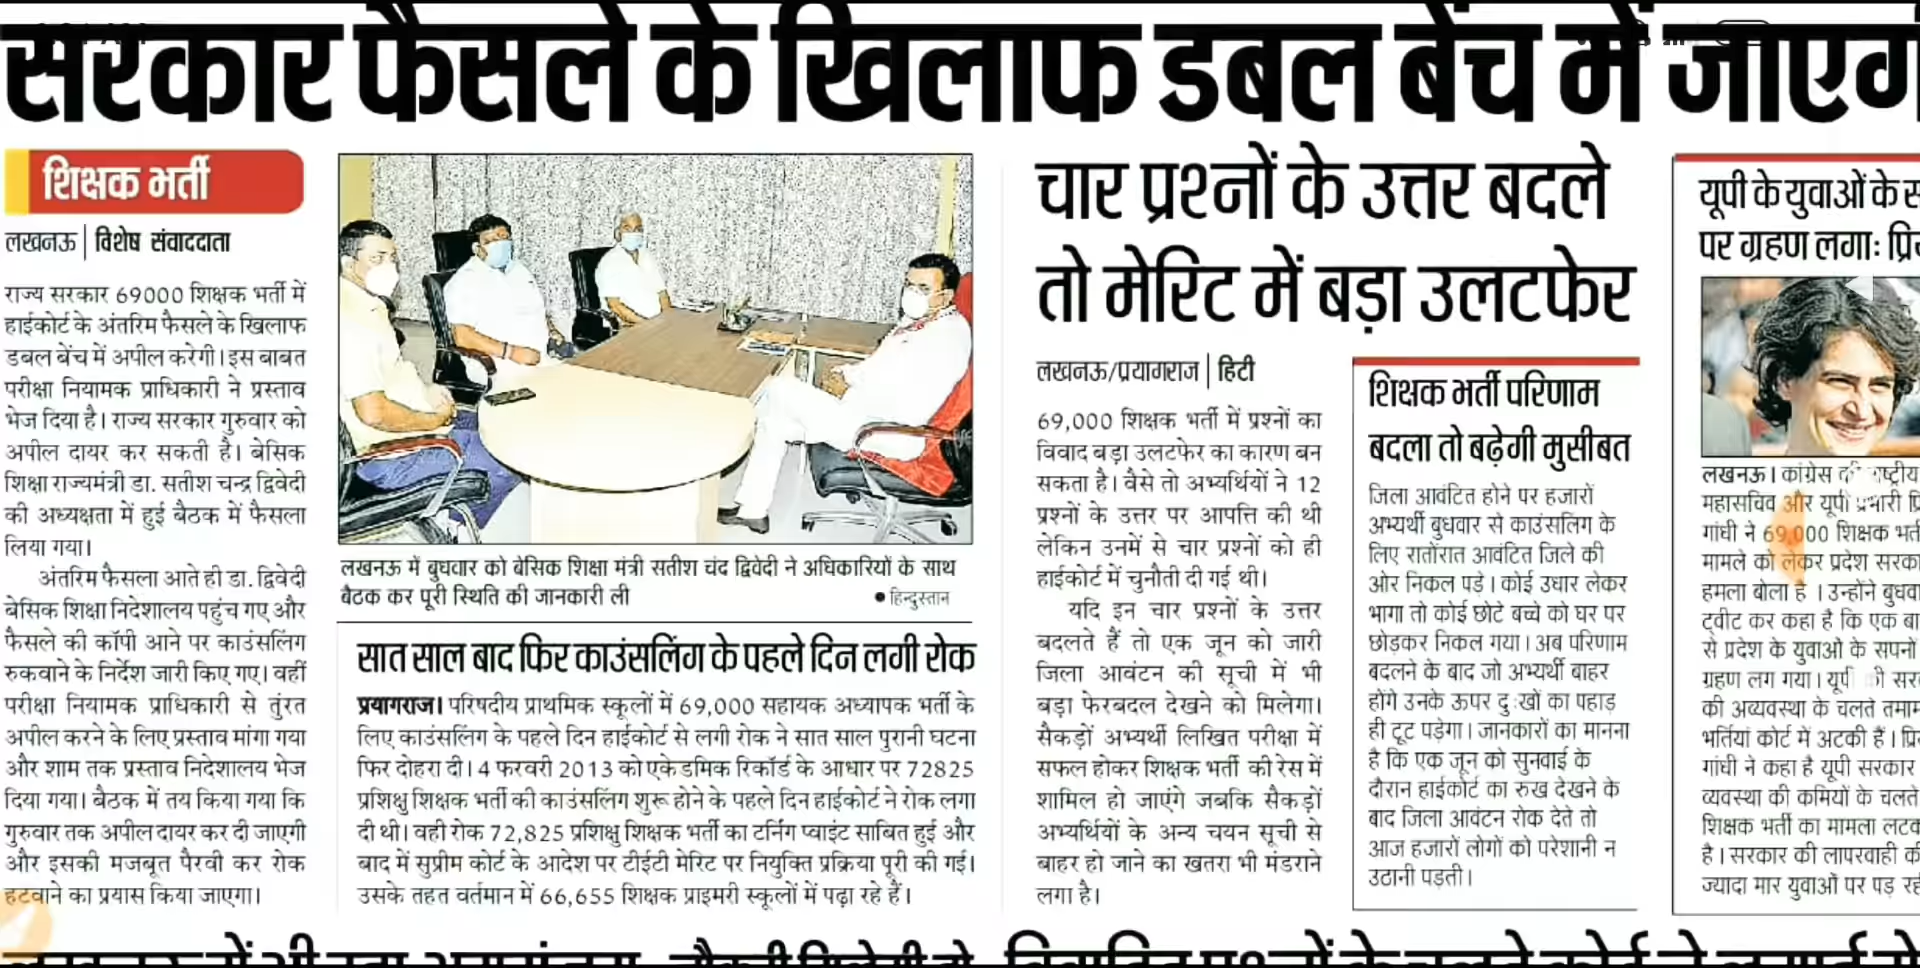 सरकार फैसले के खिलाफ डबल बेंच में
शिक्षक भर्ती
लखनऊ | विशेष संवाददाता
राज्य सरकार 69000 शिक्षक भर्ती में
हाईकोर्ट के अंतरिम फैसले के खिलाफ
डबल बेंच में अपील करेगी। इस बाबत
परीक्षा नियामक प्राधिकारी ने प्रस्ताव
भेज दिया है। राज्य सरकार गुरुवार को
अपील दायर कर सकती है। बेसिक
शिक्षा राज्यमंत्री डा. सतीश चन्द्र द्विवेदी
की अध्यक्षता में हुई बैठक में फैसला
लिया गया।
अंतरिम फैसला आते ही डा. द्विवेदी
बेसिक शिक्षा निदेशालय पहुंच गए और
फैसले की कॉपी आने पर काउंसलिंग
रुकवाने के निर्देश जारी किए गए। वहीं
परीक्षा नियामक प्राधिकारी से तुंरत
अपील करने के लिए प्रस्ताव मांगा गया
और शाम तक प्रस्ताव निदेशालय भेज
दिया गया। बैठक में तय किया गया कि
गुरुवार तक अपील दायर कर दी जाएगी
और इसकी मजबूत पैरवी कर रोक
हटवाने का प्रयास किया जाएगा।
लखनऊ में बुधवार को बेसिक शिक्षा मंत्री सतीश चंद द्विवेदी ने अधिकारियों के साथ
बैठक कर पूरी स्थिति की जानकारी ली ● हिन्दुस्तान
सात साल बाद फिर काउंसलिंग के पहले दिन लगी रोक
प्रयागराज। परिषदीय प्राथमिक स्कूलों में 69,000 सहायक अध्यापक भर्ती के
लिए काउंसलिंग के पहले दिन हाईकोर्ट से लगी रोक ने सात साल पुरानी घटना
फिर दोहरा दी। 4 फरवरी 2013 को एकेडमिक रिकॉर्ड के आधार पर 72825
प्रशिक्षु शिक्षक भर्ती की काउंसलिंग शुरू होने के पहले दिन हाईकोर्ट ने रोक लगा
दी थी। वही रोक 72,825 प्रशिक्षु शिक्षक भर्ती का टर्निंग प्वाइंट साबित हुई और
बाद में सुप्रीम कोर्ट के आदेश पर टीईटी मेरिट पर नियुक्ति प्रक्रिया पूरी की गई।
उसके तहत वर्तमान में 66,655 शिक्षक प्राइमरी स्कूलों में पढ़ा रहे हैं।
चार प्रश्नों के उत्तर बदले
तो मेरिट में बड़ा उलटफेर
लखनऊ/प्रयागराज | हिटी
69,000 शिक्षक भर्ती में प्रश्नों का
विवाद बड़ा उलटफेर का कारण बन
सकता है। वैसे तो अभ्यर्थियों ने 12
प्रश्नों के उत्तर पर आपत्ति की थी
लेकिन उनमें से चार प्रश्नों को ही
हाईकोर्ट में चुनौती दी गई थी।
यदि इन चार प्रश्नों के उत्तर
बदलते हैं तो एक जून को जारी
जिला आवंटन की सूची में भी
बड़ा फेरबदल देखने को मिलेगा।
सैकड़ों अभ्यर्थी लिखित परीक्षा में
सफल होकर शिक्षक भर्ती की रेस में
शामिल हो जाएंगे जबकि सैकड़ों
अभ्यर्थियों के अन्य चयन सूची से
बाहर हो जाने का खतरा भी मंडराने
लगा है।
शिक्षक भर्ती परिणाम
बदला तो बढ़ेगी मुसीबत
जिला आवंटित होने पर हजारों
अभ्यर्थी बुधवार से काउंसलिंग के
लिए रातोंरात आवंटित जिले की
ओर निकल पड़े। कोई उधार लेकर
भागा तो कोई छोटे बच्चे को घर पर
छोड़कर निकल गया। अब परिणाम
बदलने के बाद जो अभ्यर्थी बाहर
होंगे उनके ऊपर दु:खों का पहाड़
ही टूट पड़ेगा। जानकारों का मानना
है कि एक जून को सुनवाई के
दौरान हाईकोर्ट का रुख देखने के
बाद जिला आवंटन रोक देते तो
आज हजारों लोगों को परेशानी न
उठानी पड़ती।
यूपी के युवाओं के
पर ग्रहण लगा:
लखनऊ। कांग्रेस
महासचिव और यूपी प्रभारी
गांधी ने 69,000 शिक्षक
मामले को लेकर प्रदेश
हमला बोला है । उन्होंने
ट्वीट कर कहा है कि एक
से प्रदेश के युवाओं के सपनों
ग्रहण लग गया। यूपी
की अव्यवस्था के चलते
भर्तियां कोर्ट में अटकी हैं।
गांधी ने कहा है यूपी सरकार
व्यवस्था की कमियों के चलते
शिक्षक भर्ती का मामला
है। सरकार की लापरवाही
ज्यादा मार युवाओं पर पड़